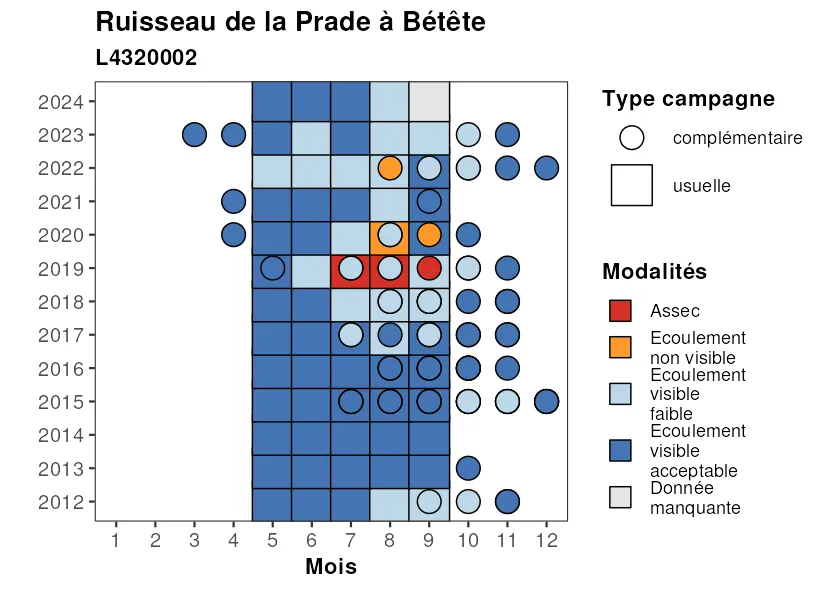 Ruisseau de la Prade à Bétête
L4320002
2024
2023
2022
2021
2020
2019
2018
2017
2016
2015
2014
2013
2012
1 2 3 4 5 6 7 8 9 10 11 12
Mois
Type campagne
complémentaire
usuelle
Modalités
Assec
Ecoulement
non visible
Ecoulement
visible
faible
Ecoulement
visible
acceptable
Donnée
manquante